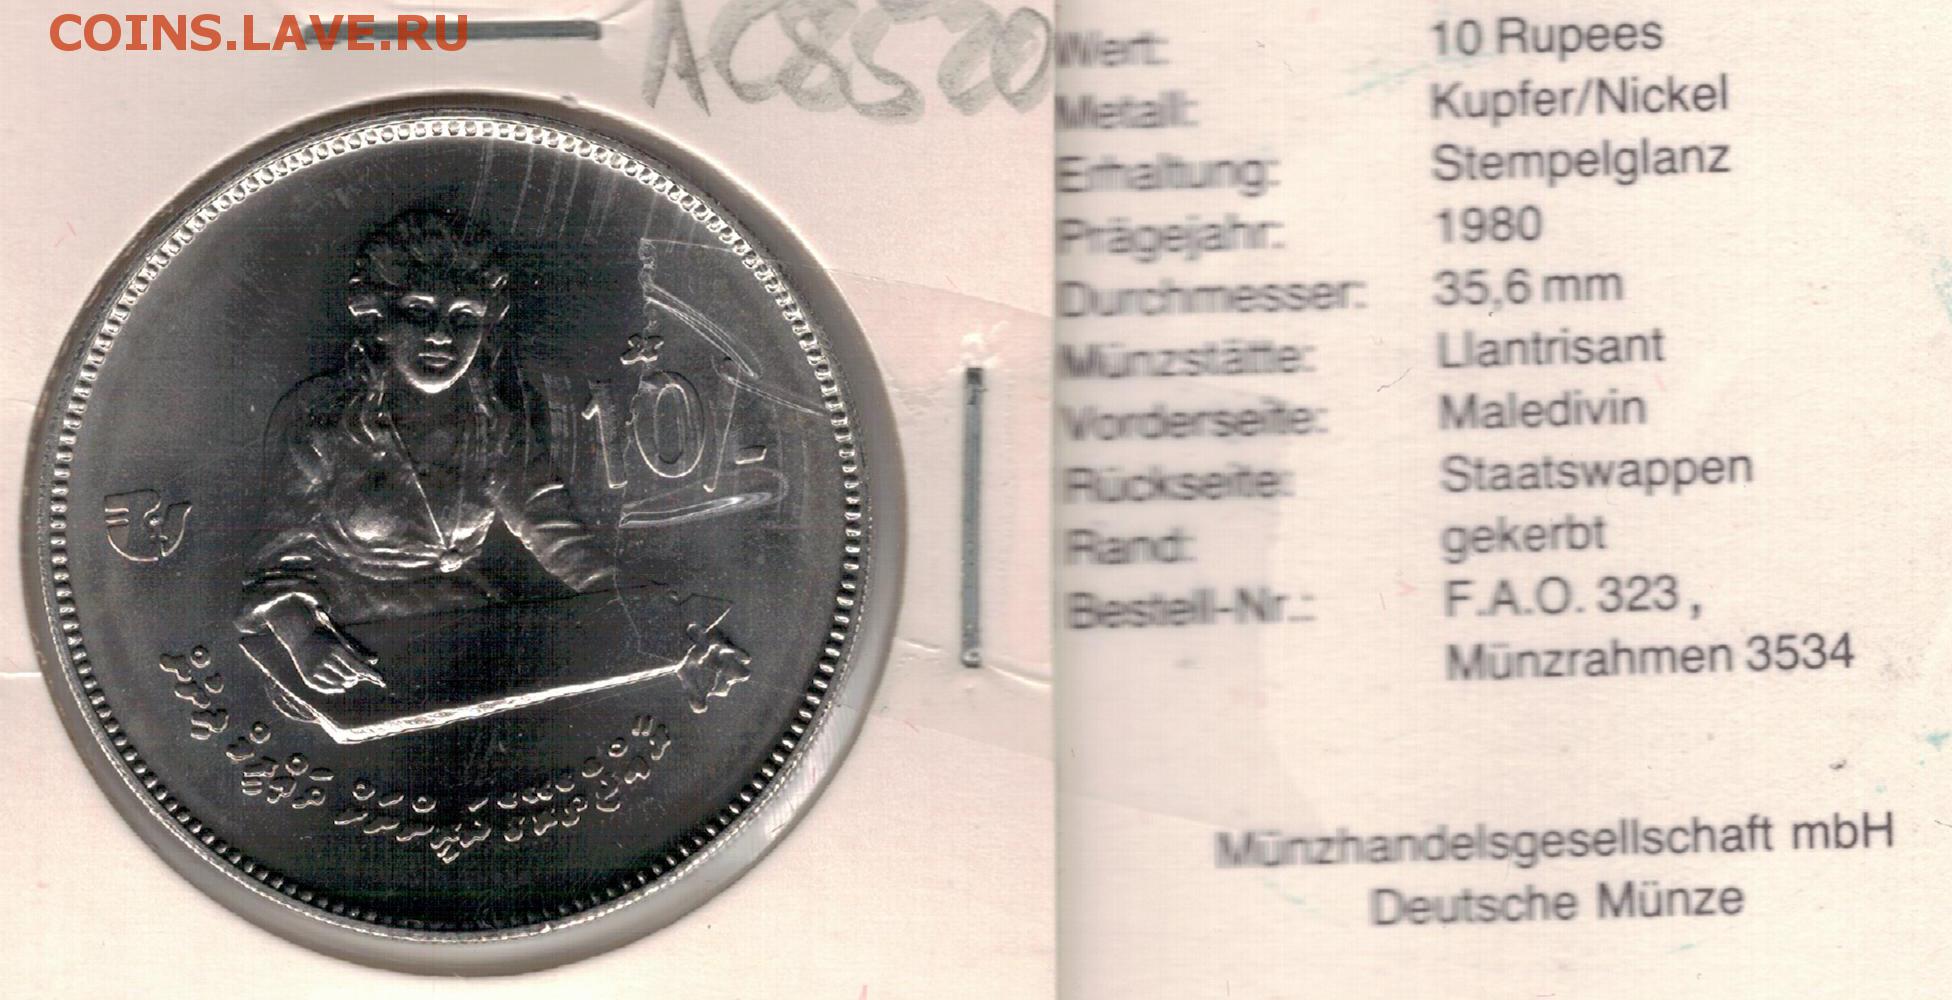 COINS.LAVE.RU
AC8520
10/-
Wert: 10 Rupees
Metall: Kupfer/Nickel
Erhaltung: Stempelglanz
Prägejahr: 1980
Durchmesser: 35,6 mm
Münzstätte: Llantrisant
Vorderseite: Maledivin
Rückseite: Staatswappen
Rand: gekerbt
Bestell-Nr.: F.A.O. 323,
Münzrahmen 3534
Münzhandelsgesellschaft mbH
Deutsche Münze